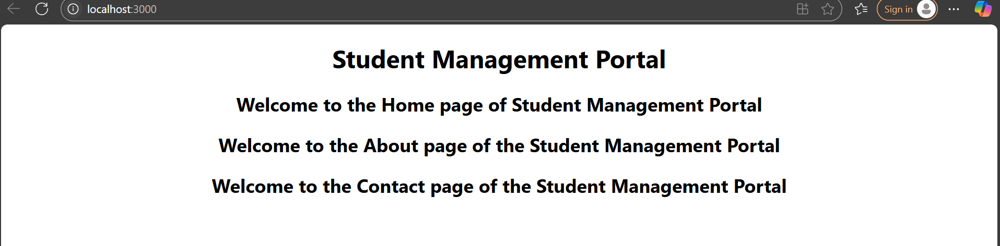 localhost:3000
Sign in
Student Management Portal
Welcome to the Home page of Student Management Portal
Welcome to the About page of the Student Management Portal
Welcome to the Contact page of the Student Management Portal